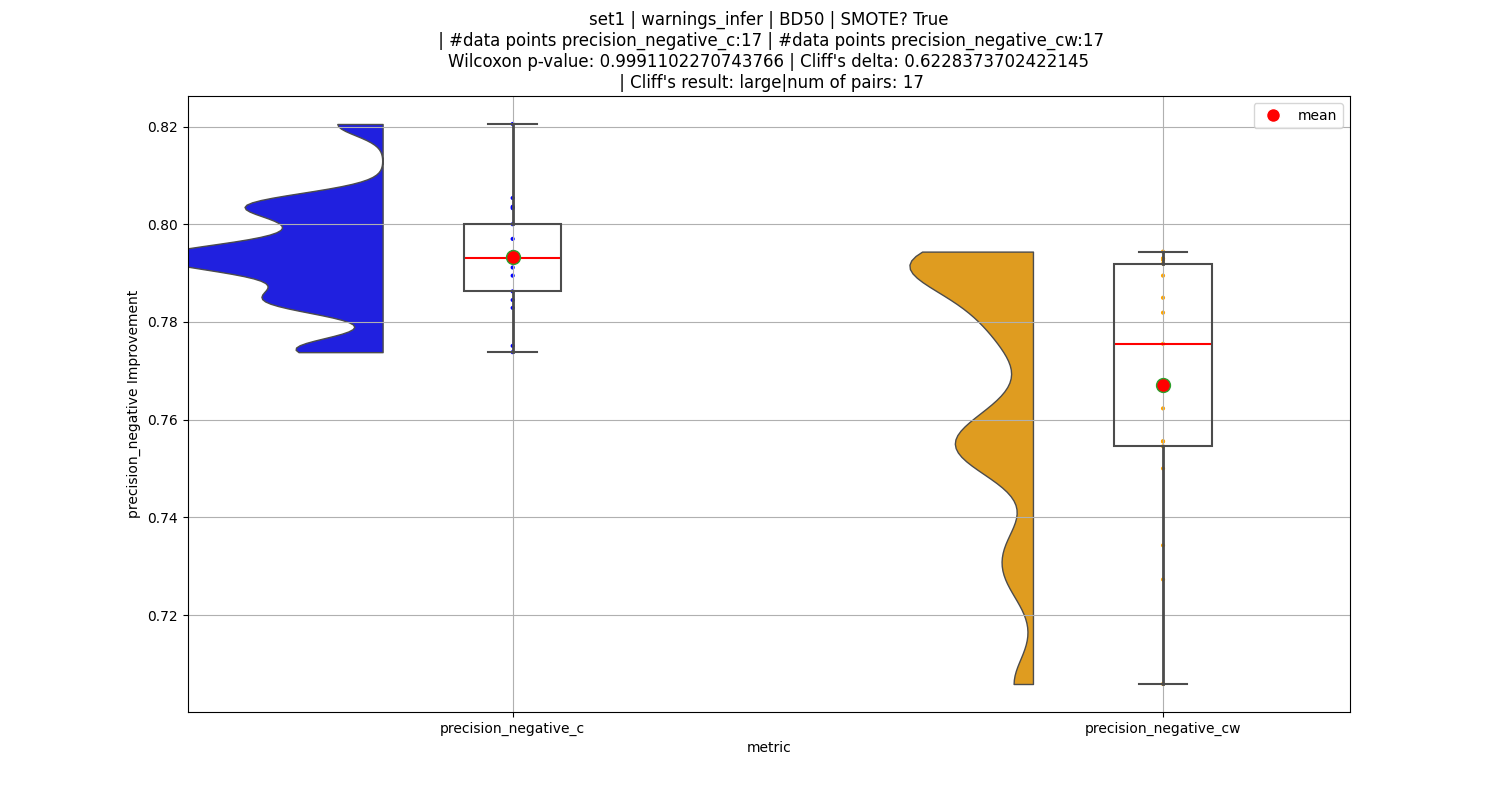 set1 | warnings_infer | BD50 | SMOTE? True
| #data points precision_negative_c:17 | #data points precision_negative_cw:17
Wilcoxon p-value: 0.9991102270743766 | Cliff's delta: 0.6228373702422145
| Cliff's result: large|num of pairs: 17
mean
0.82
0.80
0.78
0.76
0.74
0.72
precision_negative Improvement
precision_negative_c
precision_negative_cw
metric